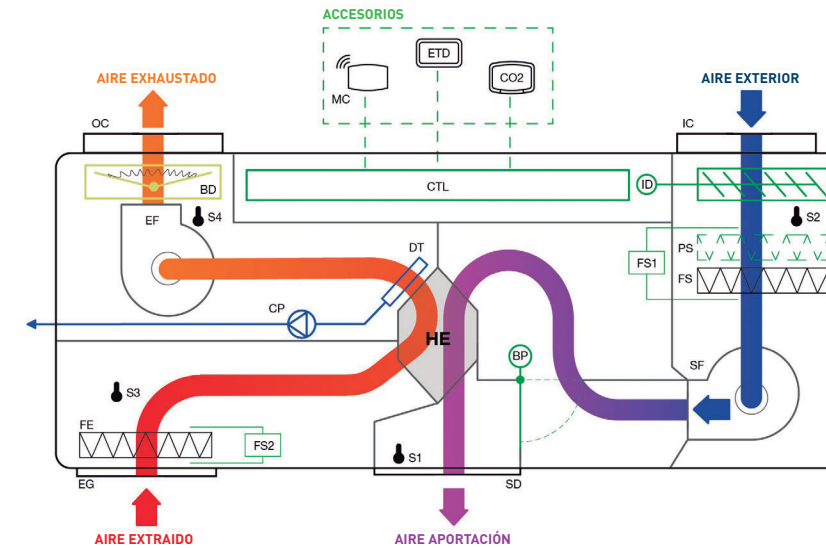 ACCESORIOS
AIRE EXHAUSTADO
ETD
AIRE EXTERIOR
CO2
MC
OC
IC
CTL
ID
BD
EF
S4
S2
DT
FS1
PS
FS
CP
HE
BP
SF
S3
FE
FS2
S1
EG
SD
AIRE EXTRAIDO
AIRE APORTACIÓN